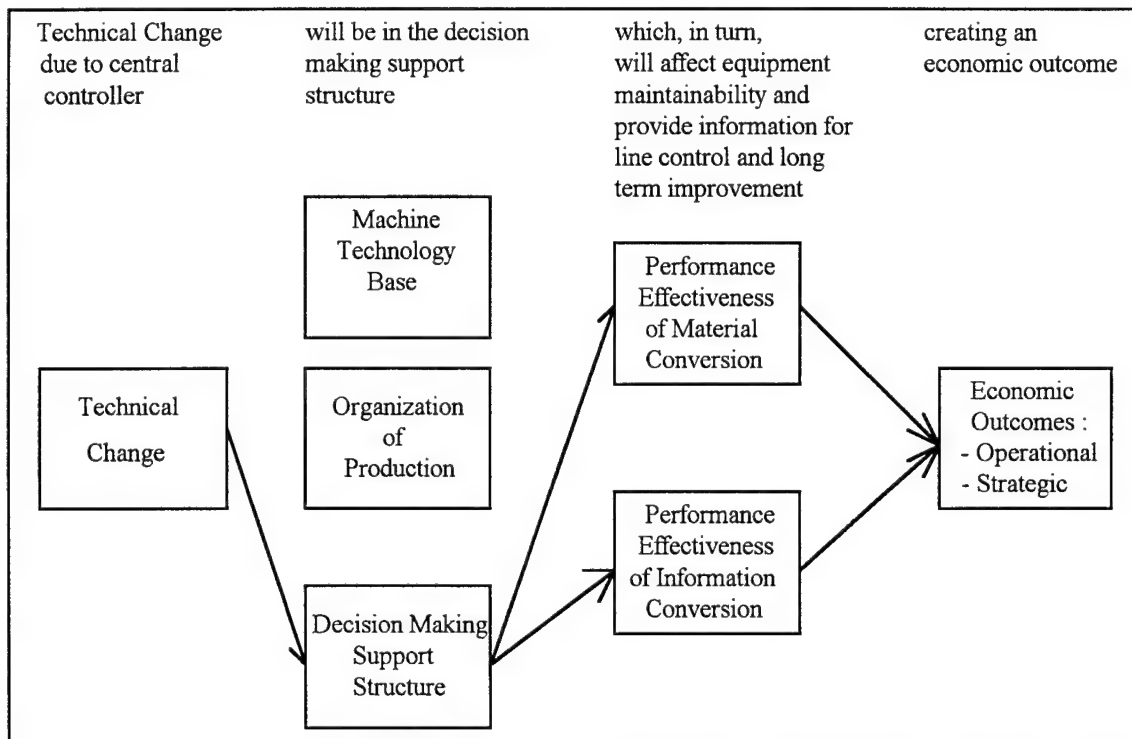 Technical Change
due to central
controller
will be in the decision
making support
structure
which, in turn,
will affect equipment
maintainability and
provide information for
line control and long
term improvement
creating an
economic outcome
Machine
Technology
Base
Performance
Effectiveness
of Material
Conversion
Technical
Change
Organization
of
Production
Economic
Outcomes :
- Operational
- Strategic
Performance
Effectiveness
of Information
Conversion
Decision Making
Support
Structure